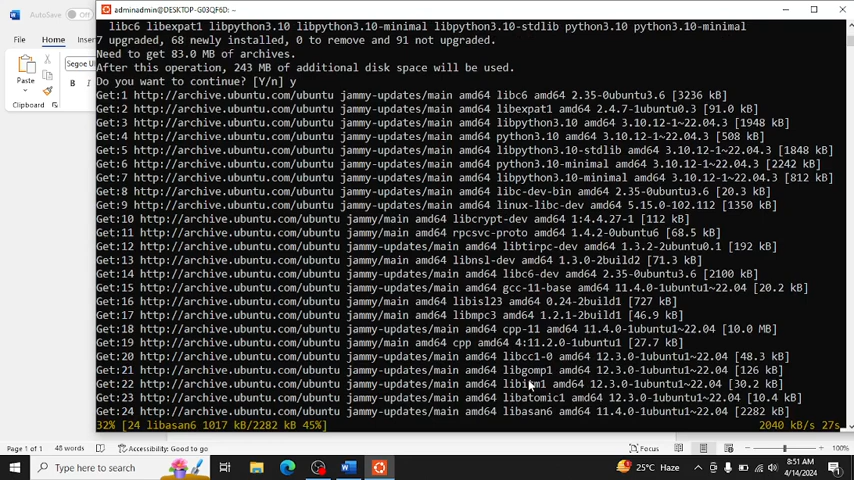 AutoSave Off
adminadmin@DESKTOP-G03QF6D: ~
File Home Inser
Paste
Segoe UI
B
Clipboard
libc6 libexpat1 libpython3.10 libpython3.10-minimal libpython3.10-stdlib python3.10 python3.10-minimal
7 upgraded, 68 newly installed, 0 to remove and 91 not upgraded.
Need to get 83.0 MB of archives.
After this operation, 243 MB of additional disk space will be used.
Do you want to continue? [Y/n] y
Get:1 http://archive.ubuntu.com/ubuntu jammy-updates/main amd64 libc6 amd64 2.35-0ubuntu3.6 [3236 kB]
Get:2 http://archive.ubuntu.com/ubuntu jammy-updates/main amd64 libexpat1 amd64 2.4.7-1ubuntu0.3 [91.0 kB]
Get:3 http://archive.ubuntu.com/ubuntu jammy-updates/main amd64 libpython3.10 amd64 3.10.12-1~22.04.3 [1948 kB]
Get:4 http://archive.ubuntu.com/ubuntu jammy-updates/main amd64 python3.10 amd64 3.10.12-1~22.04.3 [508 kB]
Get:5 http://archive.ubuntu.com/ubuntu jammy-updates/main amd64 libpython3.10-stdlib amd64 3.10.12-1~22.04.3 [1848 kB]
Get:6 http://archive.ubuntu.com/ubuntu jammy-updates/main amd64 python3.10-minimal amd64 3.10.12-1~22.04.3 [2242 kB]
Get:7 http://archive.ubuntu.com/ubuntu jammy-updates/main amd64 libpython3.10-minimal amd64 3.10.12-1~22.04.3 [812 kB]
Get:8 http://archive.ubuntu.com/ubuntu jammy-updates/main amd64 libc-dev-bin amd64 2.35-0ubuntu3.6 [20.3 kB]
Get:9 http://archive.ubuntu.com/ubuntu jammy-updates/main amd64 linux-libc-dev amd64 5.15.0-102.112 [1350 kB]
Get:10 http://archive.ubuntu.com/ubuntu jammy/main amd64 libcrypt-dev amd64 1:4.4.27-1 [112 kB]
Get:11 http://archive.ubuntu.com/ubuntu jammy/main amd64 rpcsvc-proto amd64 1.4.2-0ubuntu6 [68.5 kB]
Get:12 http://archive.ubuntu.com/ubuntu jammy-updates/main amd64 libtirpc-dev amd64 1.3.2-2ubuntu0.1 [192 kB]
Get:13 http://archive.ubuntu.com/ubuntu jammy/main amd64 libnsl-dev amd64 1.3.0-2build2 [71.3 kB]
Get:14 http://archive.ubuntu.com/ubuntu jammy-updates/main amd64 libc6-dev amd64 2.35-0ubuntu3.6 [2100 kB]
Get:15 http://archive.ubuntu.com/ubuntu jammy-updates/main amd64 gcc-11-base amd64 11.4.0-1ubuntu1~22.04 [20.2 kB]
Get:16 http://archive.ubuntu.com/ubuntu jammy/main amd64 libisl23 amd64 0.24-2build1 [727 kB]
Get:17 http://archive.ubuntu.com/ubuntu jammy/main amd64 libmpc3 amd64 1.2.1-2build1 [46.9 kB]
Get:18 http://archive.ubuntu.com/ubuntu jammy-updates/main amd64 cpp-11 amd64 11.4.0-1ubuntu1~22.04 [10.0 MB]
Get:19 http://archive.ubuntu.com/ubuntu jammy/main amd64 cpp amd64 4:11.2.0-1ubuntu1 [27.7 kB]
Get:20 http://archive.ubuntu.com/ubuntu jammy-updates/main amd64 libcc1-0 amd64 12.3.0-1ubuntu1~22.04 [48.3 kB]
Get:21 http://archive.ubuntu.com/ubuntu jammy-updates/main amd64 libgomp1 amd64 12.3.0-1ubuntu1~22.04 [126 kB]
Get:22 http://archive.ubuntu.com/ubuntu jammy-updates/main amd64 libitm1 amd64 12.3.0-1ubuntu1~22.04 [30.2 kB]
Get:23 http://archive.ubuntu.com/ubuntu jammy-updates/main amd64 libatomic1 amd64 12.3.0-1ubuntu1~22.04 [10.4 kB]
Get:24 http://archive.ubuntu.com/ubuntu jammy-updates/main amd64 libasan6 amd64 11.4.0-1ubuntu1~22.04 [2282 kB]
32% [24 libasan6 1017 kB/2282 kB 45%] 2040 kB/s 27s
Page 1 of 1 48 words Accessibility: Good to go Focus 100%
Type here to search 25°C Haze 8:51 AM
4/14/2024